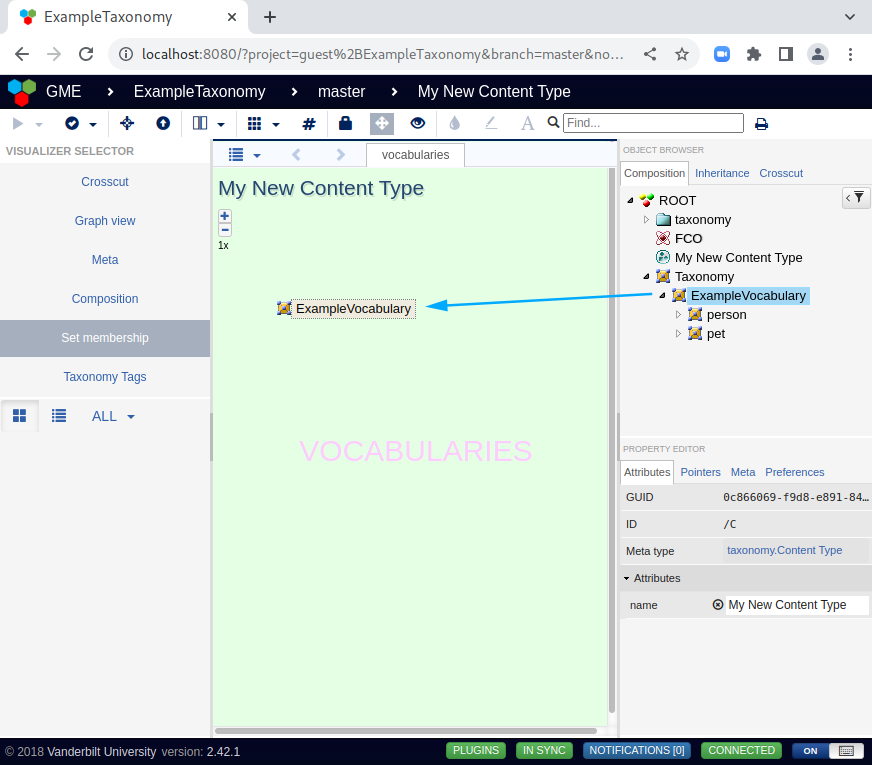 ExampleTaxonomy
localhost:8080/?project=guest%2BExampleTaxonomy&branch=master&no...
GME
ExampleTaxonomy
master
My New Content Type
#
A
Find...
VISUALIZER SELECTOR
Crosscut
Graph view
Meta
Composition
Set membership
Taxonomy Tags
ALL
vocabularies
My New Content Type
1x
ExampleVocabulary
VOCABULARIES
OBJECT BROWSER
Composition Inheritance Crosscut
ROOT
taxonomy
FCO
My New Content Type
Taxonomy
ExampleVocabulary
person
pet
PROPERTY EDITOR
Attributes Pointers Meta Preferences
GUID 0c866069-f9d8-e891-84...
ID /C
Meta type taxonomy.Content Type
Attributes
name My New Content Type
© 2018 Vanderbilt University version: 2.42.1
PLUGINS IN SYNC NOTIFICATIONS [0] CONNECTED ON